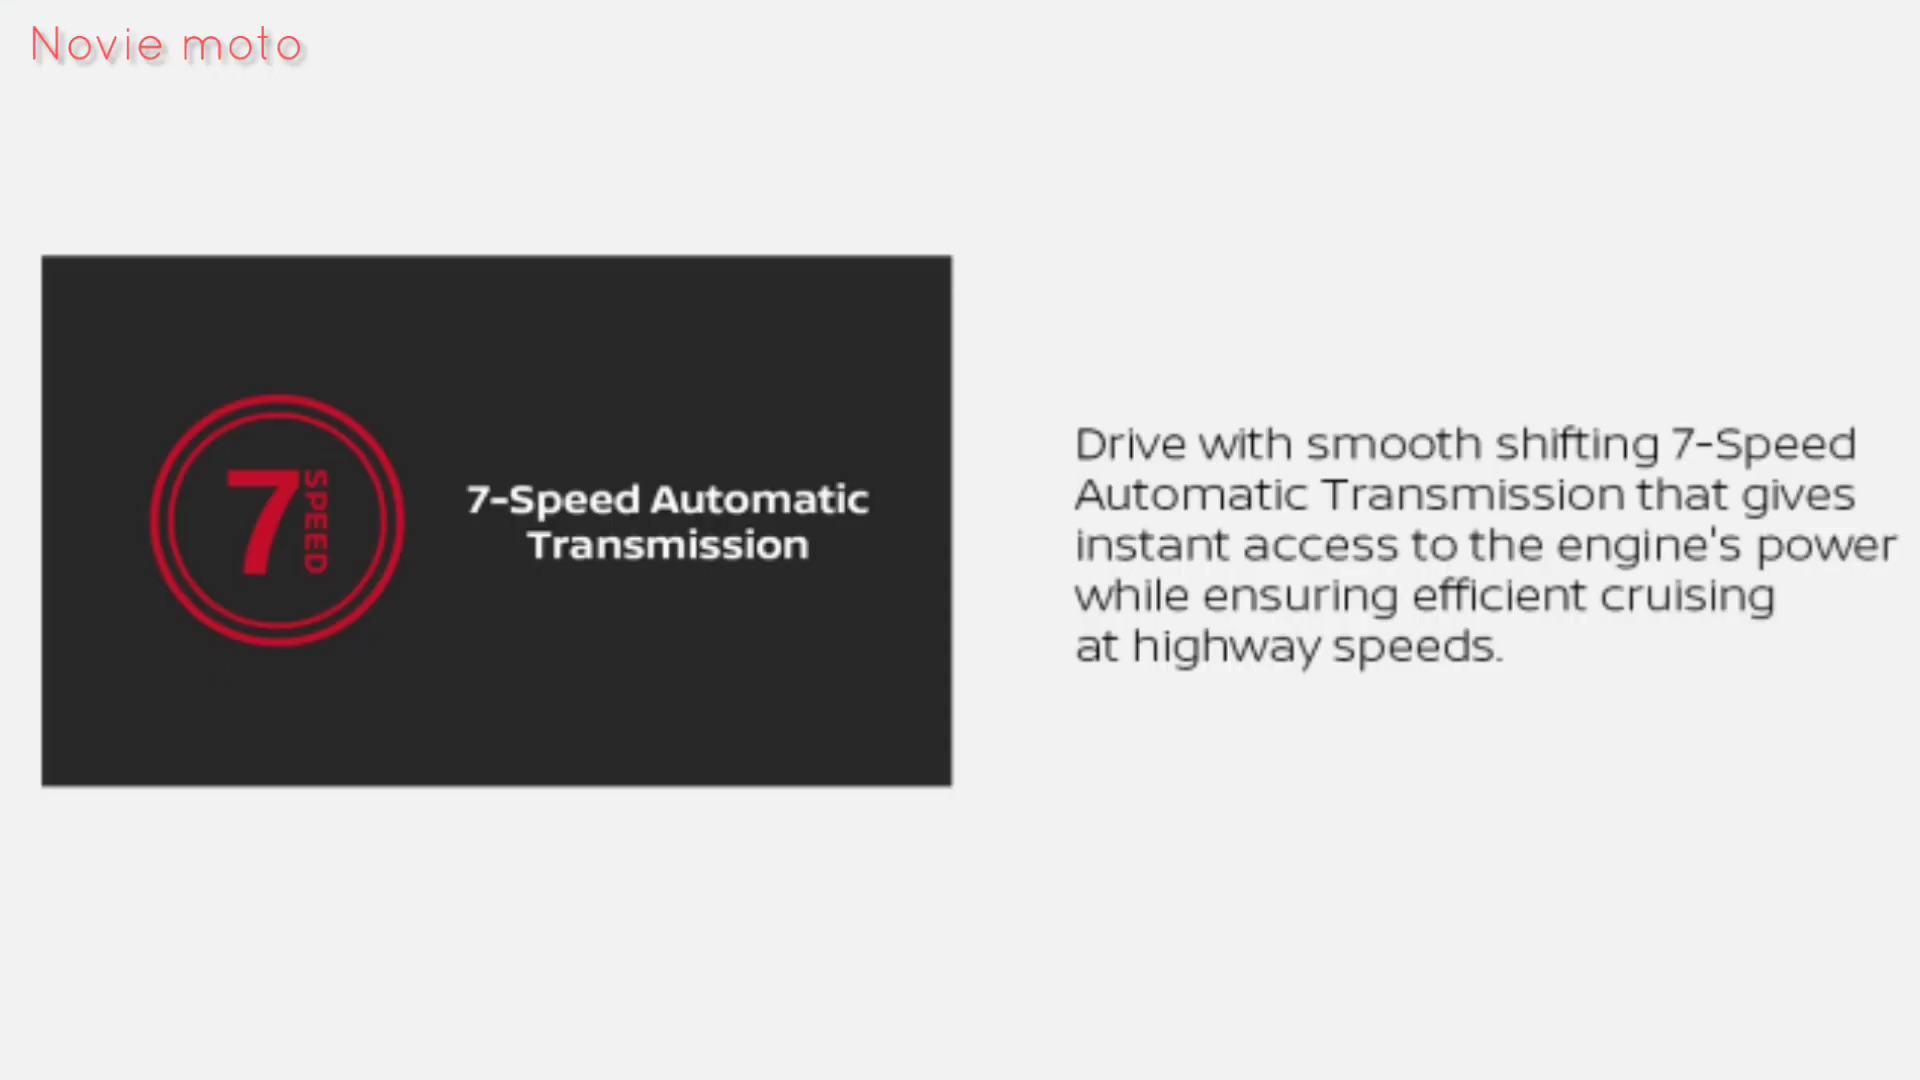 Novie moto
7 SPEED
7-Speed Automatic
Transmission
Drive with smooth shifting 7-Speed
Automatic Transmission that gives
instant access to the engine's power
while ensuring efficient cruising
at highway speeds.